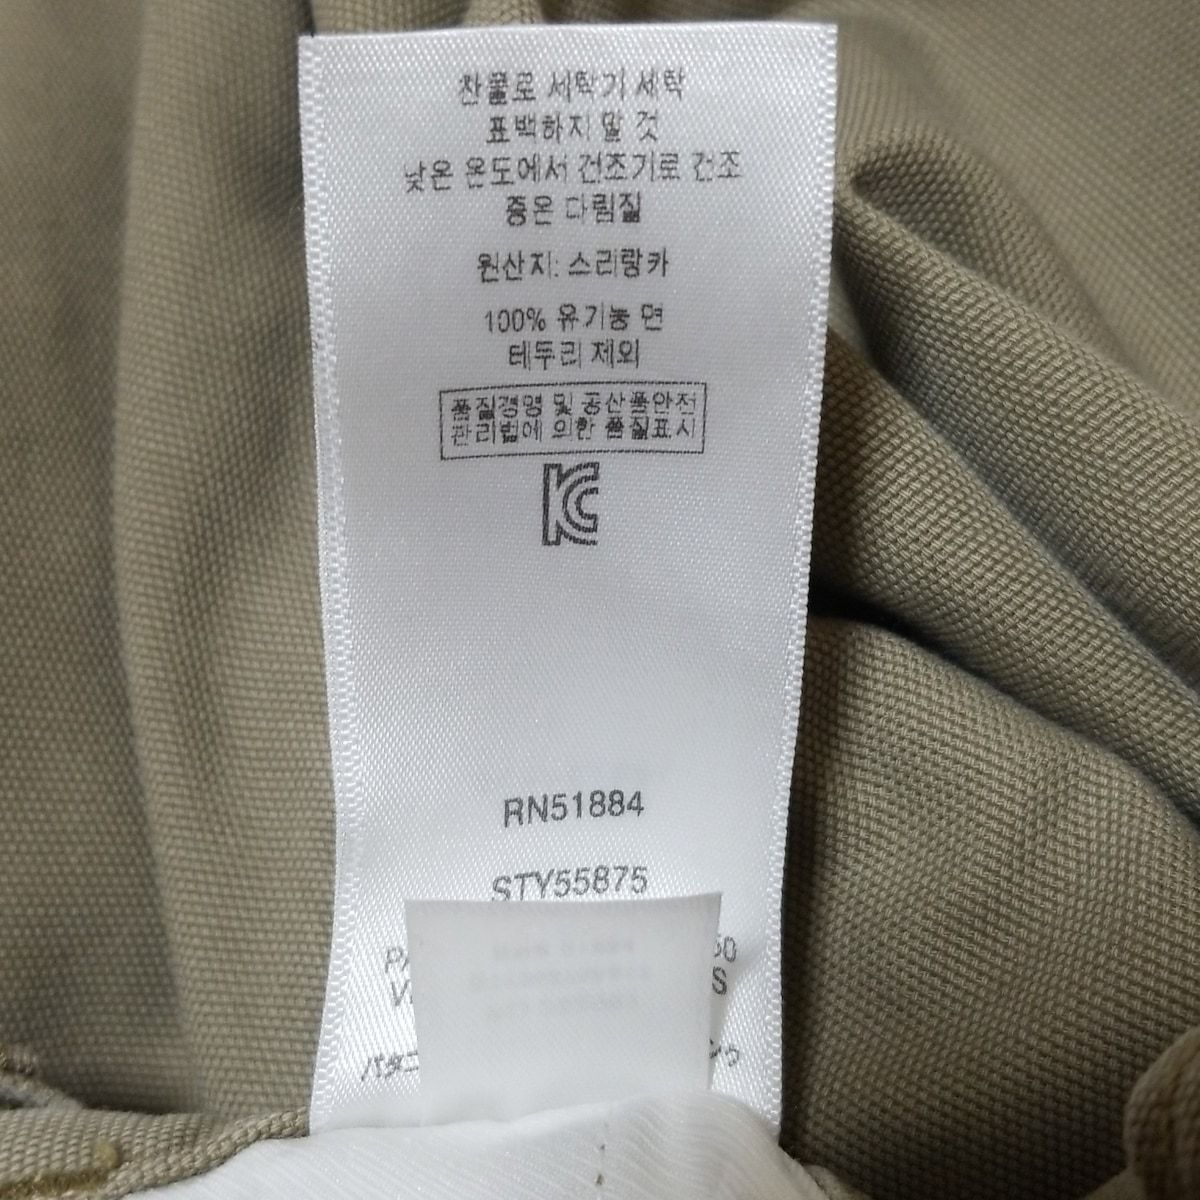 찬물로 세탁기 세탁
표백하지 말 것
낮은 온도에서 건조기로 건조
중온 다림질
원산지: 스리랑카
100% 유기농 면
테두리 제외
품질경영 및 공산품안전
관리법에 의한 품질표시
KC
RN51884
STY55875